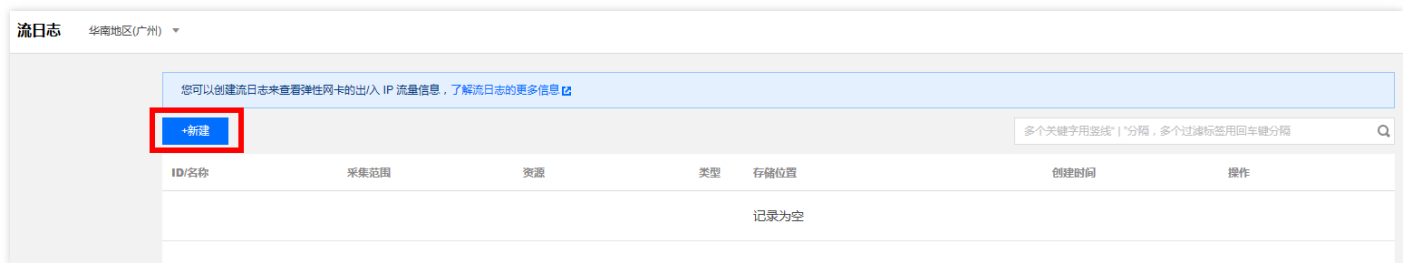 流日志 华南地区(广州)
您可以创建流日志来查看弹性网卡的出/入 IP 流量信息，了解流日志的更多信息
+新建 多个关键字用竖线" | "分隔，多个过滤标签用回车键分隔
ID/名称 采集范围 资源 类型 存储位置 创建时间 操作
记录为空